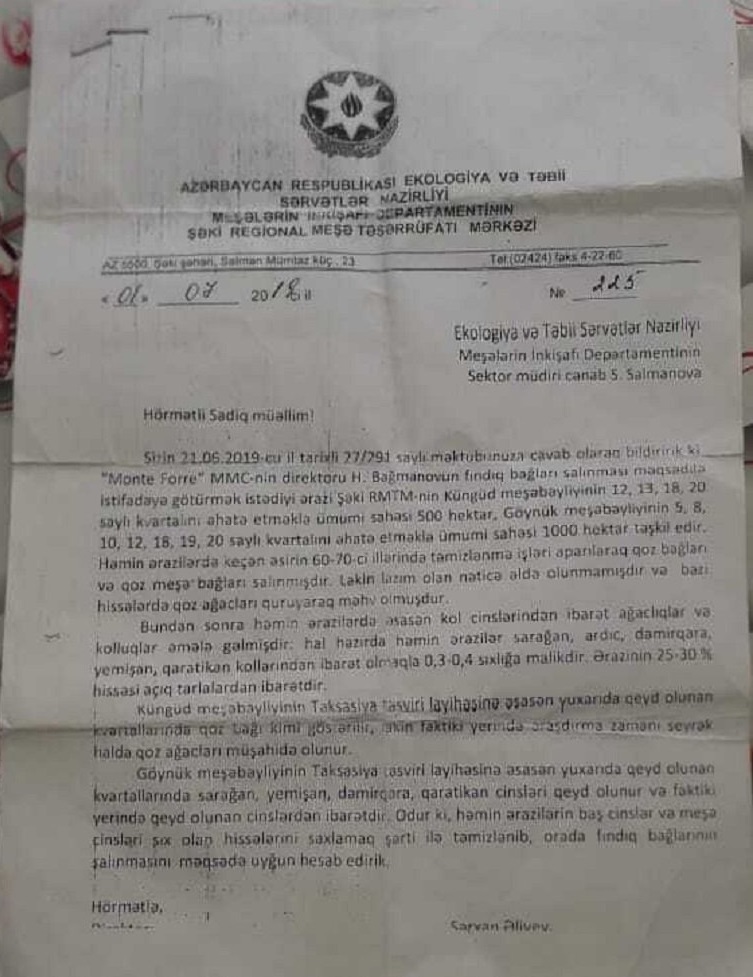 AZƏRBAYCAN RESPUBLİKASI EKOLOGİYA VƏ TƏBİİ
SƏRVƏTLƏR NAZİRLİYİ
MEŞƏLƏRİN İNKİŞAFI DEPARTAMENTİNİN
ŞƏKİ REGIONAL MEŞƏ TƏSƏRRÜFATI MƏRKƏZİ
AZ 5500, Şəki şəhəri, Salman Mümtaz küç., 23 Tel:(02424) faks 4-22-60
« 01 » 07 2019 il № 225
Ekologiya və Təbii Sərvətlər Nazirliyi
Meşələrin İnkişafı Departamentinin
Sektor müdiri cənab S. Salmanova
Hörmətli Sadiq müəllim!
Sizin 21.06.2019-cu il tarixli 27/291 saylı məktubunuza cavab olaraq bildiririk ki
"Monte Forre" MMC-nin direktoru H. Bağmanovun fındıq bağları salınması məqsədilə
istifadəyə götürmək istədiyi ərazi Şəki RMTM-nin Küngüd meşəbəyliyinin 12, 13, 18, 20
saylı kvartalını əhatə etməklə ümumi sahəsi 500 hektar, Göynük meşəbəyliyinin 5, 8,
10, 12, 18, 19, 20 saylı kvartalını əhatə etməklə ümumi sahəsi 1000 hektar təşkil edir.
Həmin ərazilərdə keçən əsirin 60-70-ci illərində təmizlənmə işləri aparılaraq qoz bağları
və qoz meşə bağları salınmışdır. Lakin lazım olan nəticə əldə olunmamışdır və bəzi
hissələrdə qoz ağacları quruyaraq məhv olmuşdur.
Bundan sonra həmin ərazilərdə əsasən kol cinslərindən ibarət ağaclıqlar və
kolluqlar əmələ gəlmişdir: hal hazırda həmin ərazilər sarağan, ardıc, dəmirqara,
yemişan, qaratikan kollarından ibarət olmaqla 0,3-0,4 sıxlığa malikdir. Ərazinin 25-30 %
hissəsi açıq tarlalardan ibarətdir.
Küngüd meşəbəyliyinin Taksasiya təsviri layihəsinə əsasən yuxarıda qeyd olunan
kvartallarında qoz bağı kimi göstərilir, lakin faktiki yerində araşdırma zamanı seyrək
halda qoz ağacları müşahidə olunur.
Göynük meşəbəyliyinin Taksasiya təsviri layihəsinə əsasən yuxarıda qeyd olunan
kvartallarında sarağan, yemişan, dəmirqara, qaratikan cinsləri qeyd olunur və faktiki
yerində qeyd olunan cinslərdən ibarətdir. Odur ki, həmin ərazilərin baş cinslər və meşə
cinsləri sıx olan hissələrini saxlamaq şərti ilə təmizlənib, orada fındıq bağlarının
salınmasını məqsədə uyğun hesab edirik.
Hörmətlə,
Sərvan Əliyev.